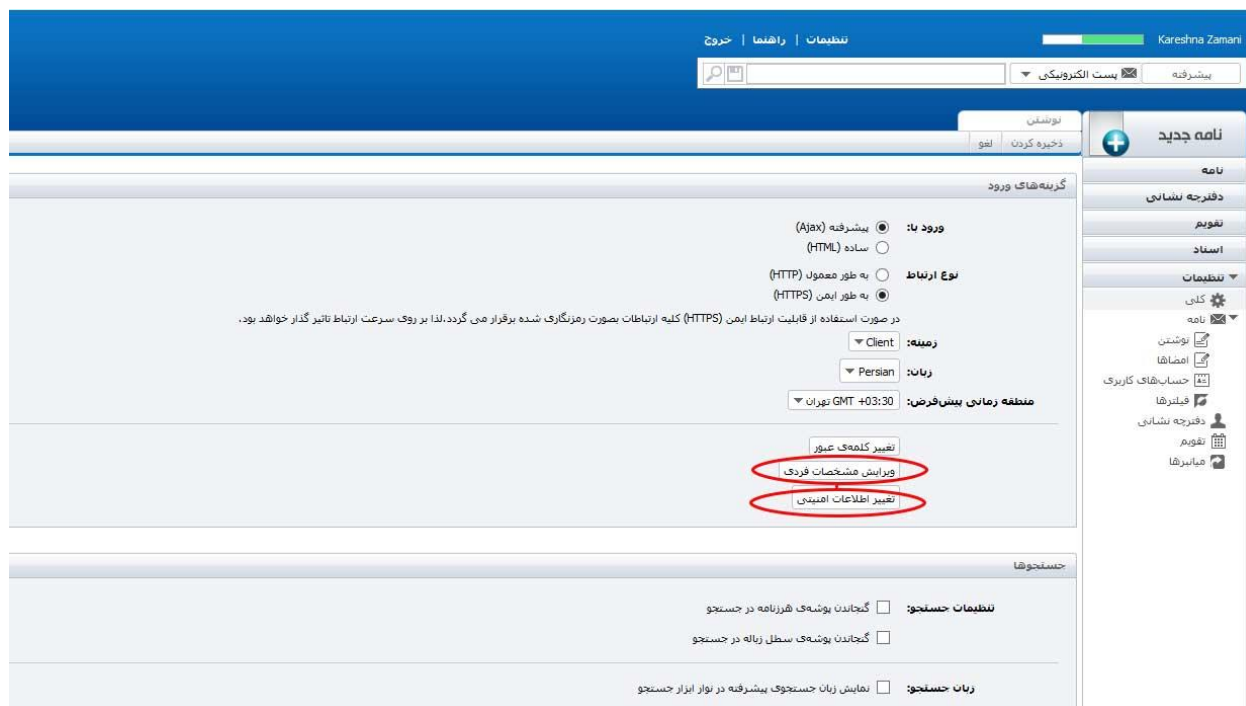 Kareshna Zamani
تنظیمات | راهنما | خروج
پیشرفته
پست الکترونیکی
نامه جدید
نامه
دفترچه نشانی
تقویم
اسناد
تنظیمات
کلی
نامه
نوشتن
امضاها
حساب‌های کاربری
فیلترها
دفترچه نشانی
تقویم
میانبرها
نوشتن
ذخیره کردن لغو
گزینه‌های ورود
ورود با: پیشرفته (Ajax)
ساده (HTML)
نوع ارتباط به طور معمول (HTTP)
به طور ایمن (HTTPS)
در صورت استفاده از قابلیت ارتباط ایمن (HTTPS) کلیه ارتباطات بصورت رمزنگاری شده برقرار می گردد.لذا بر روی سرعت ارتباط تاثیر گذار خواهد بود.
زمینه: Client
زبان: Persian
منطقه زمانی پیش‌فرض: GMT +03:30 تهران
تغییر کلمه‌ی عبور
ویرایش مشخصات فردی
تغییر اطلاعات امنیتی
جستجوها
تنظیمات جستجو: گنجاندن پوشه‌ی هرزنامه در جستجو
گنجاندن پوشه‌ی سطل زباله در جستجو
زبان جستجو: نمایش زبان جستجوی پیشرفته در نوار ابزار جستجو